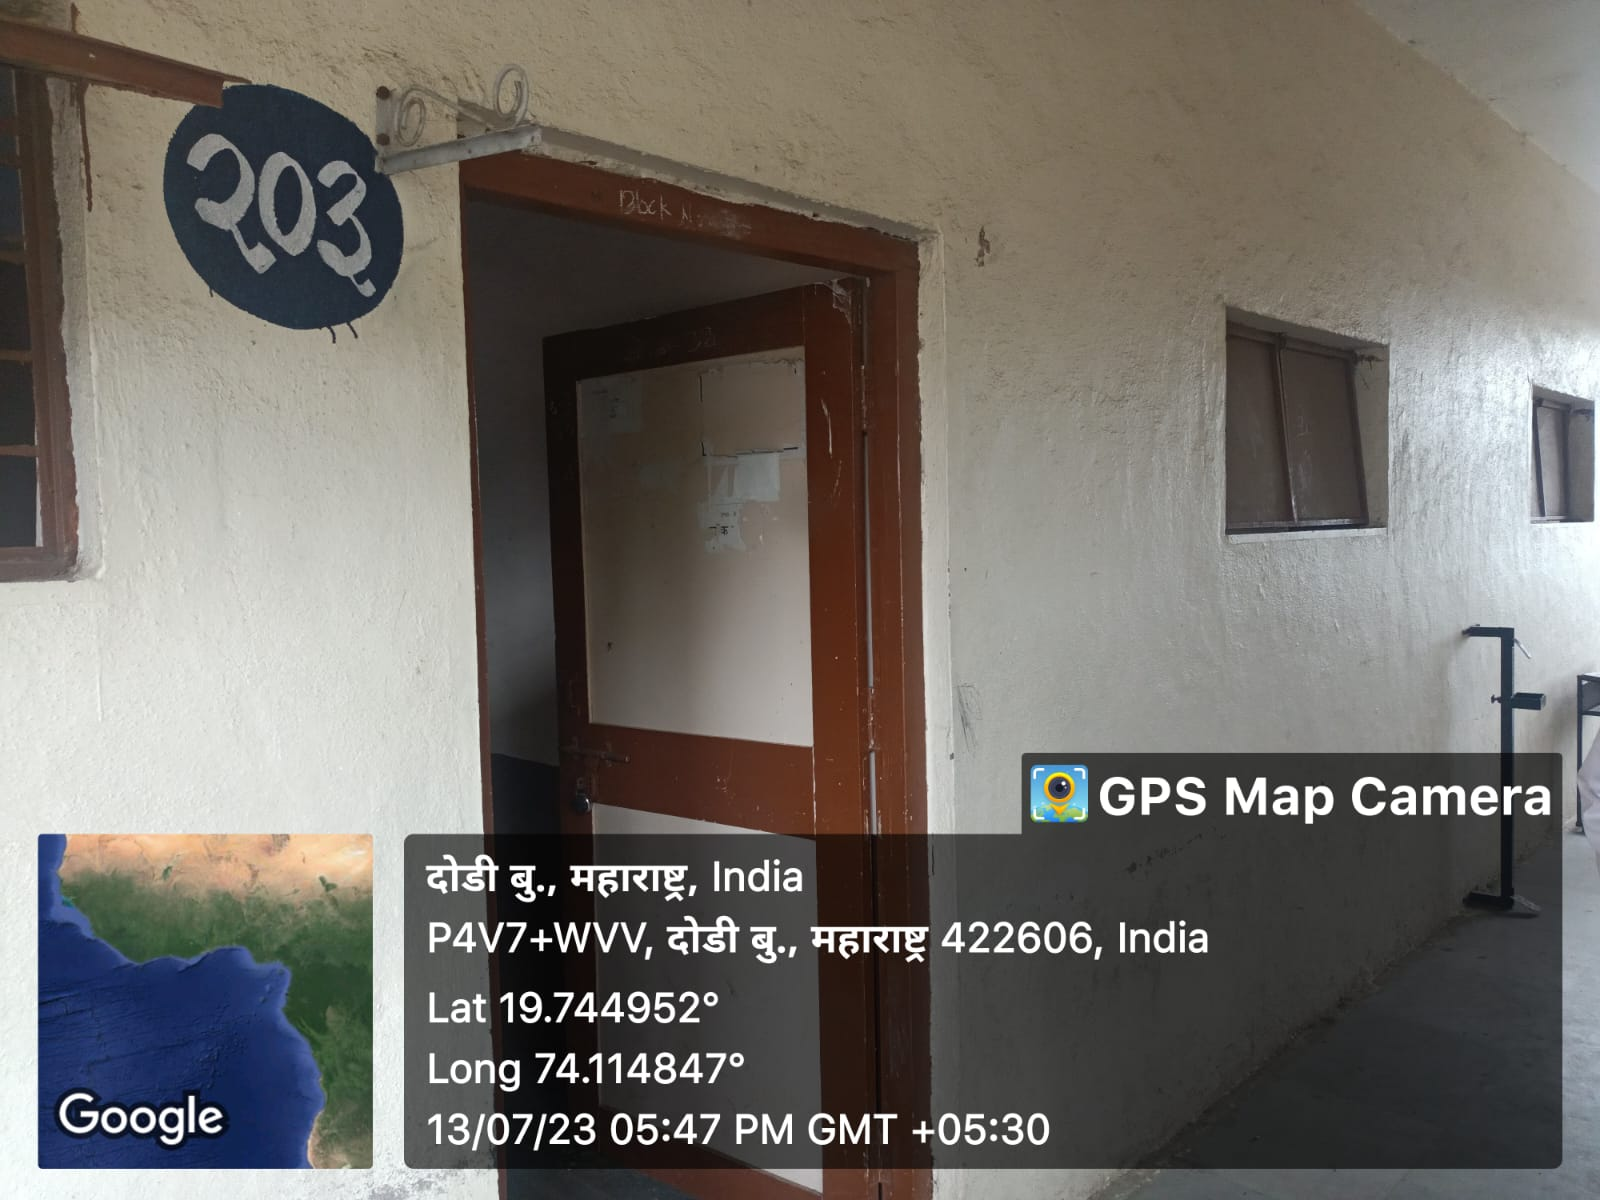 २०३
Block N
GPS Map Camera
दोडी बु., महाराष्ट्र, India
P4V7+WVV, दोडी बु., महाराष्ट्र 422606, India
Lat 19.744952°
Long 74.114847°
13/07/23 05:47 PM GMT +05:30
Google